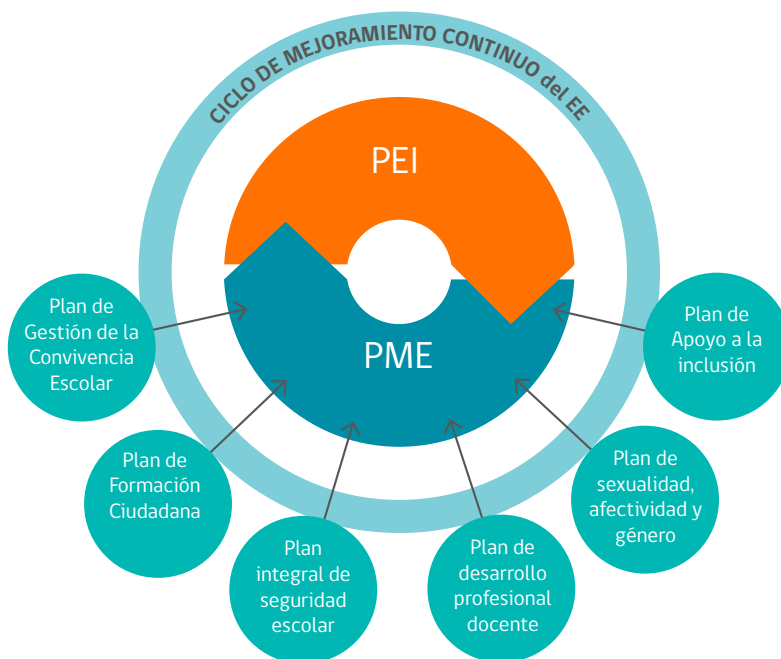 CICLO DE MEJORAMIENTO CONTINUO del EE
PEI
PME
Plan de
Gestión de la
Convivencia
Escolar
Plan de
Formación
Ciudadana
Plan
integral de
seguridad
escolar
Plan de
desarrollo
profesional
docente
Plan de
sexualidad,
afectividad y
género
Plan de
Apoyo a la
inclusión